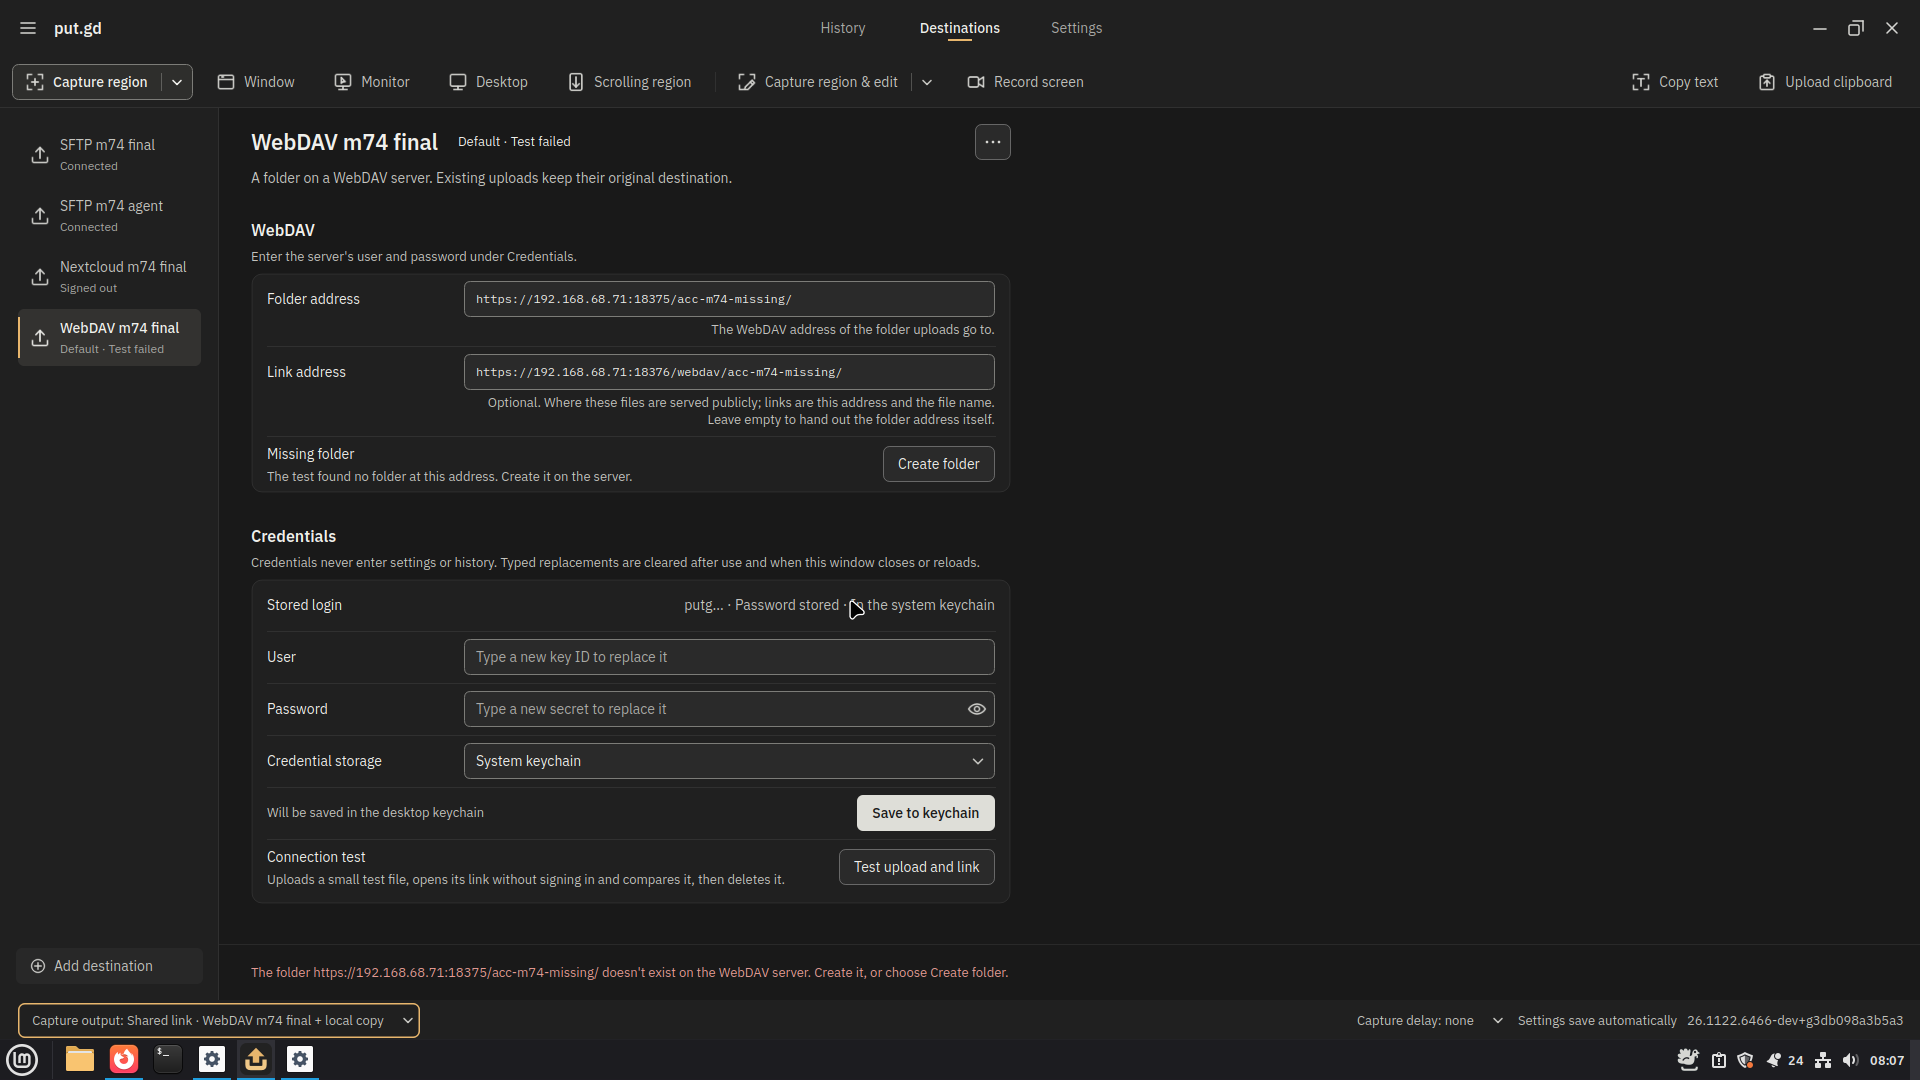 put.gd
History
Destinations
Settings
Capture region
Window
Monitor
Desktop
Scrolling region
Capture region & edit
Record screen
Copy text
Upload clipboard
SFTP m74 final
Connected
SFTP m74 agent
Connected
Nextcloud m74 final
Signed out
WebDAV m74 final
Default · Test failed
Add destination
WebDAV m74 final
Default · Test failed
A folder on a WebDAV server. Existing uploads keep their original destination.
WebDAV
Enter the server's user and password under Credentials.
Folder address
https://192.168.68.71:18375/acc-m74-missing/
The WebDAV address of the folder uploads go to.
Link address
https://192.168.68.71:18376/webdav/acc-m74-missing/
Optional. Where these files are served publicly; links are this address and the file name.
Leave empty to hand out the folder address itself.
Missing folder
The test found no folder at this address. Create it on the server.
Create folder
Credentials
Credentials never enter settings or history. Typed replacements are cleared after use and when this window closes or reloads.
Stored login
putg... · Password stored · In the system keychain
User
Type a new key ID to replace it
Password
Type a new secret to replace it
Credential storage
System keychain
Will be saved in the desktop keychain
Save to keychain
Connection test
Uploads a small test file, opens its link without signing in and compares it, then deletes it.
Test upload and link
The folder https://192.168.68.71:18375/acc-m74-missing/ doesn't exist on the WebDAV server. Create it, or choose Create folder.
Capture output: Shared link · WebDAV m74 final + local copy
Capture delay: none
Settings save automatically
26.1122.6466-dev+g3db098a3b5a3
24
08:07